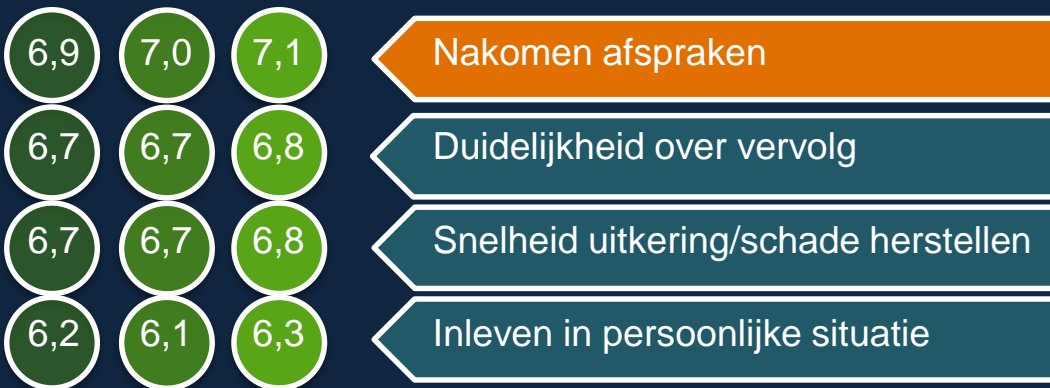 6,9 7,0 7,1 Nakomen afspraken
6,7 6,7 6,8 Duidelijkheid over vervolg
6,7 6,7 6,8 Snelheid uitkering/schade herstellen
6,2 6,1 6,3 Inleven in persoonlijke situatie